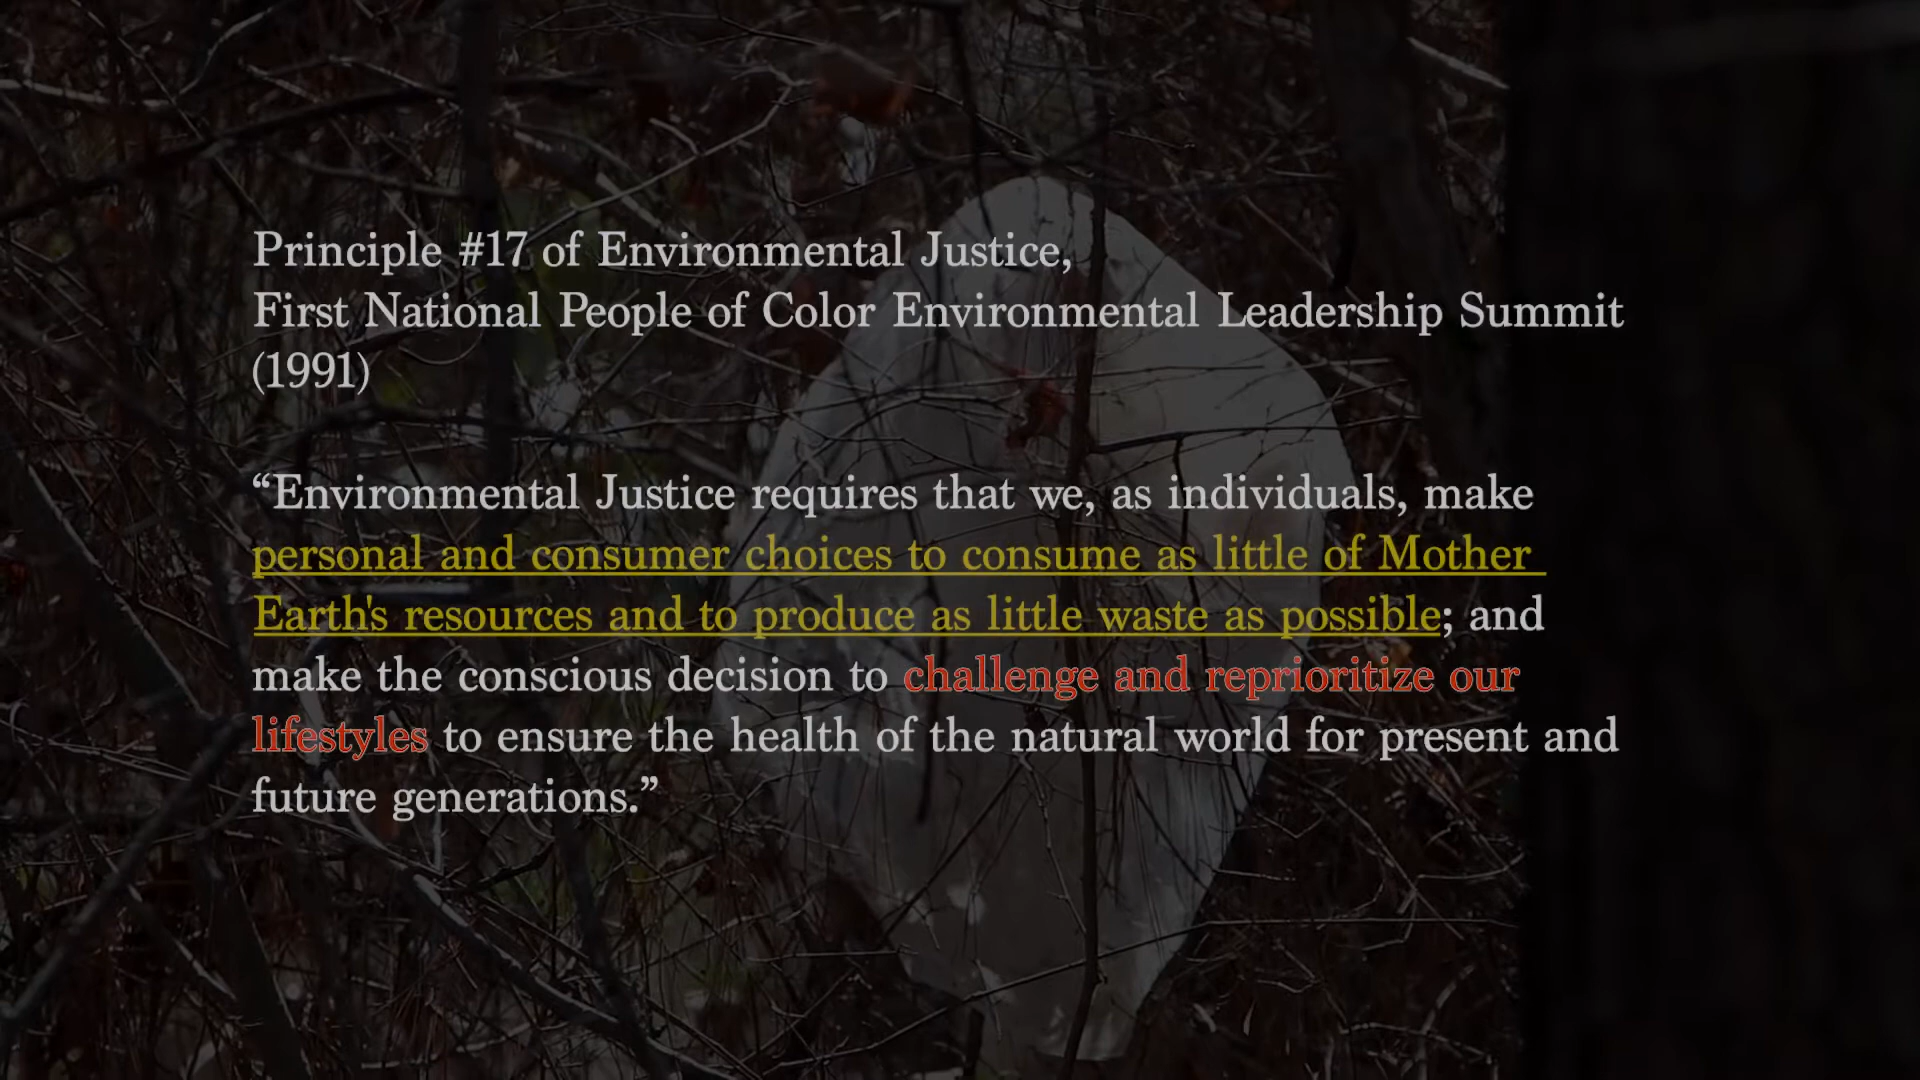 Principle #17 of Environmental Justice,
First National People of Color Environmental Leadership Summit
(1991)
“Environmental Justice requires that we, as individuals, make
personal and consumer choices to consume as little of Mother
Earth's resources and to produce as little waste as possible; and
make the conscious decision to challenge and reprioritize our
lifestyles to ensure the health of the natural world for present and
future generations.”